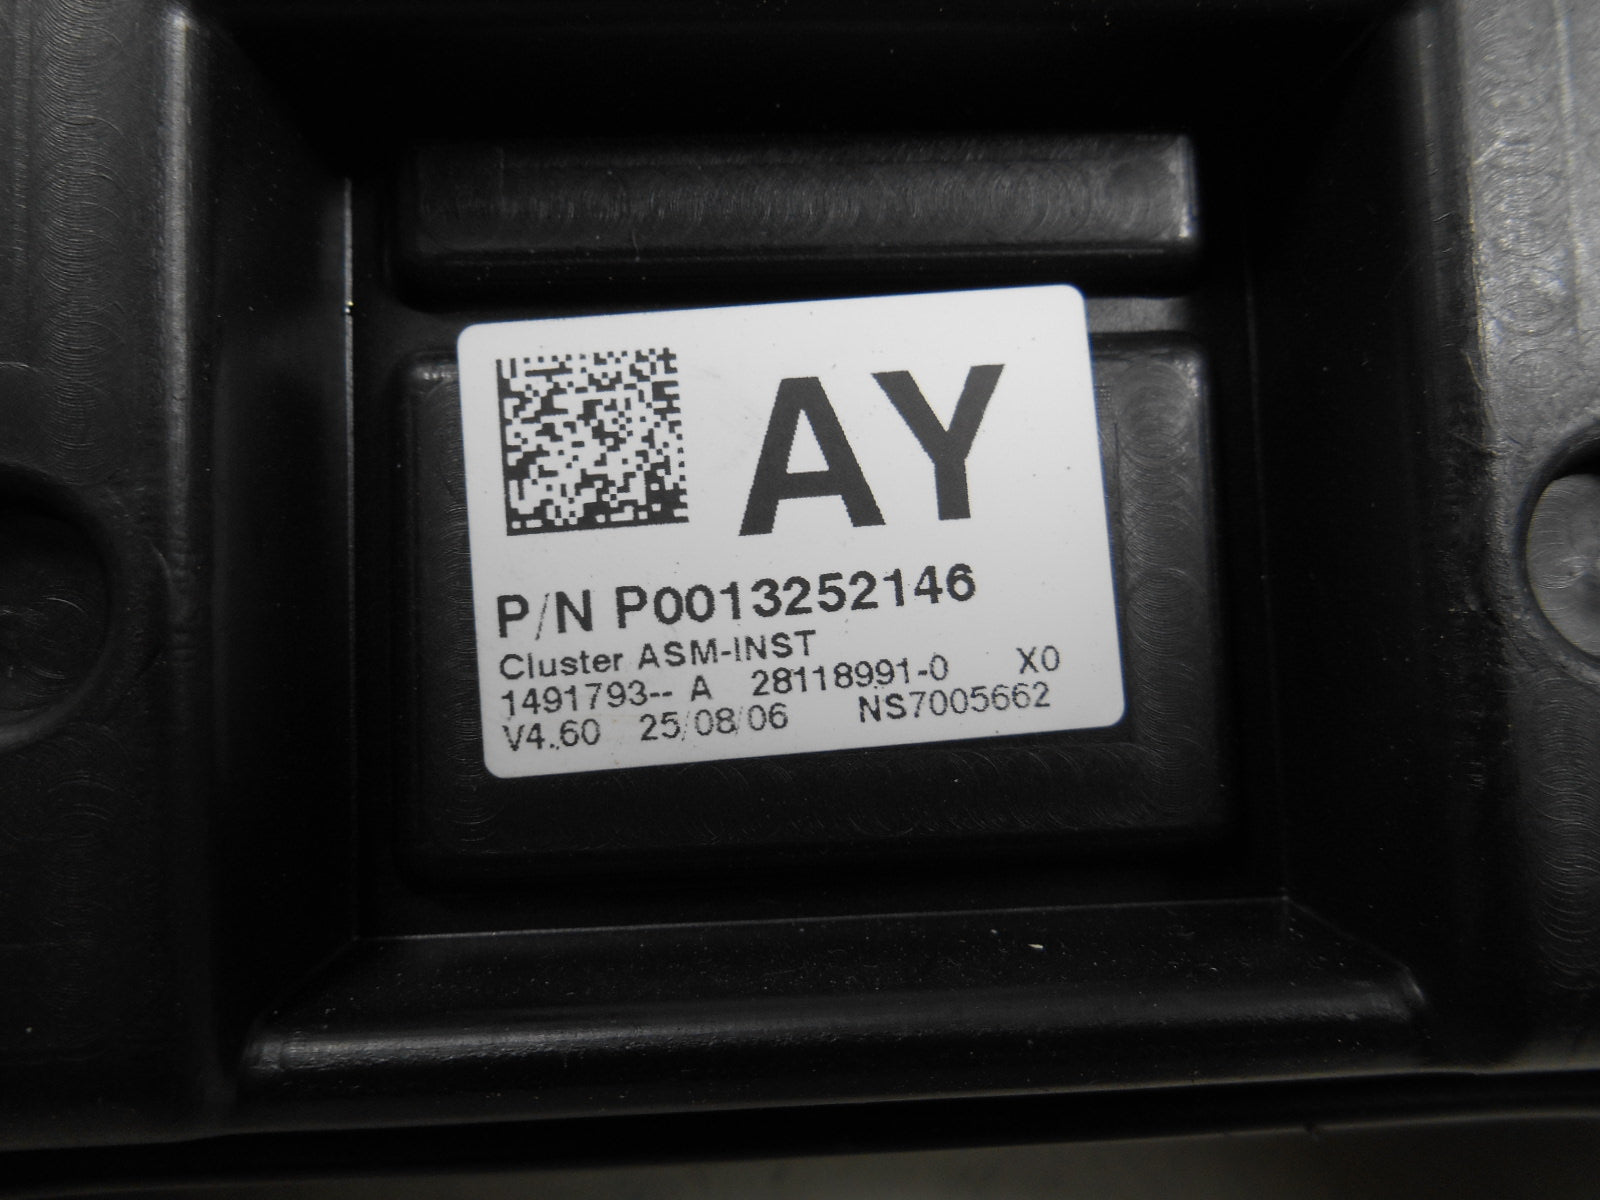 AY
P/N P0013252146
Cluster ASM-INST
1491793-- A 28118991-0 X0
V4.60 25/08/06 NS7005662